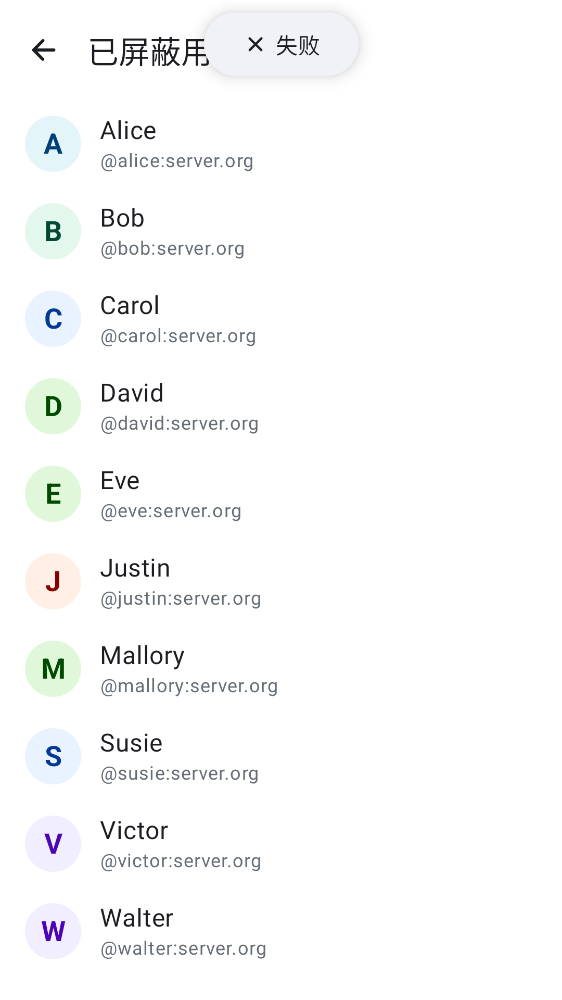 已屏蔽用
失败
A
Alice
@alice:server.org
B
Bob
@bob:server.org
C
Carol
@carol:server.org
D
David
@david:server.org
E
Eve
@eve:server.org
J
Justin
@justin:server.org
M
Mallory
@mallory:server.org
S
Susie
@susie:server.org
V
Victor
@victor:server.org
W
Walter
@walter:server.org